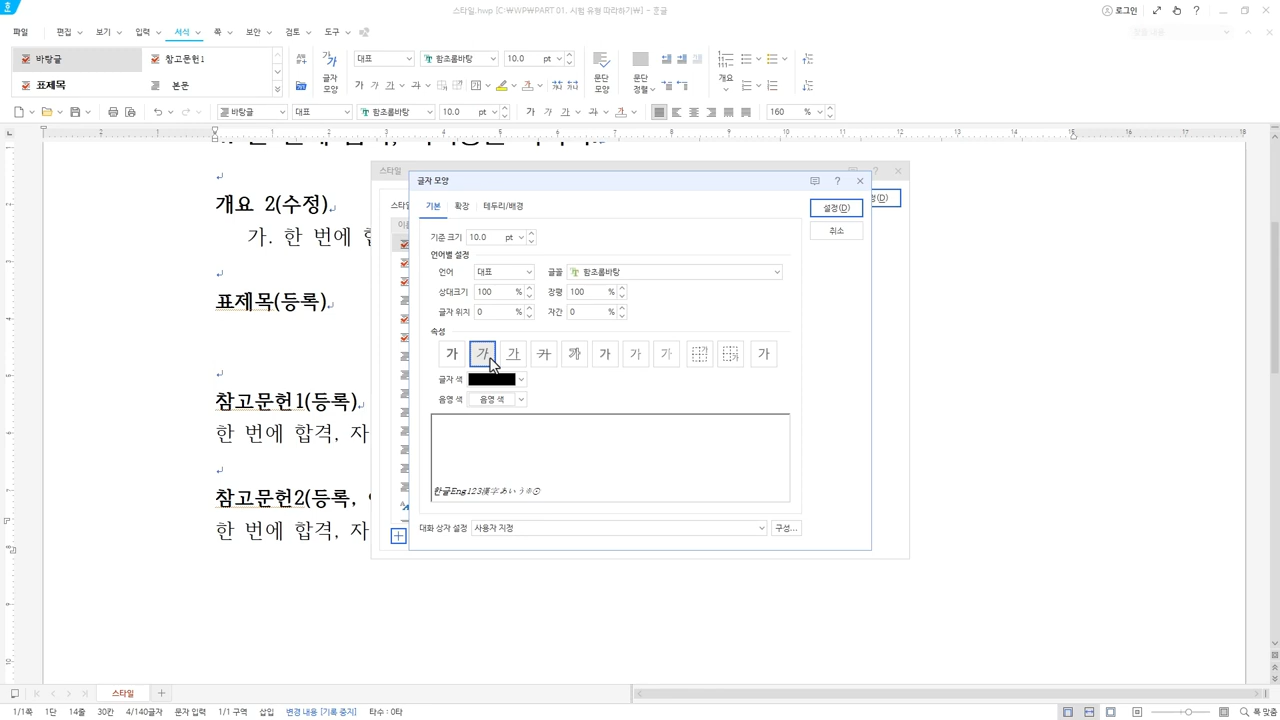 스타일.hwp [C:\WP\PART 01. 시험 유형 따라하기\] - 한글
로그인
파일 편집 보기 입력 서식 쪽 보안 검토 도구
바탕글 참고문헌1
표제목 본문
글자 모양
대표 함초롬바탕 10.0 pt
문단 모양
문단 정렬
개요
바탕글 대표 함초롬바탕 10.0 pt 가 가 가 가 가 160 %
개요 2(수정)
가. 한 번에 합
표제목(등록)
참고문헌1(등록)
한 번에 합격, 자
참고문헌2(등록,
한 번에 합격, 자
스타일
글자 모양
기본 확장 테두리/배경
설정(D)
취소
기준 크기 10.0 pt
언어별 설정
언어 대표 글꼴 함초롬바탕
상대크기 100 % 장평 100 %
글자 위치 0 % 자간 0 %
속성
가 가 가 가 가 가 가 가 가 가 가
글자 색
음영 색 음영 색
한글Eng123漢字あいう※⊙
대화 상자 설정 사용자 지정 구성...
스타일
1/1쪽 1단 14줄 30칸 4/140글자 문자 입력 1/1 구역 삽입 변경 내용 [기록 중지] 타수 : 0타
폭 맞춤